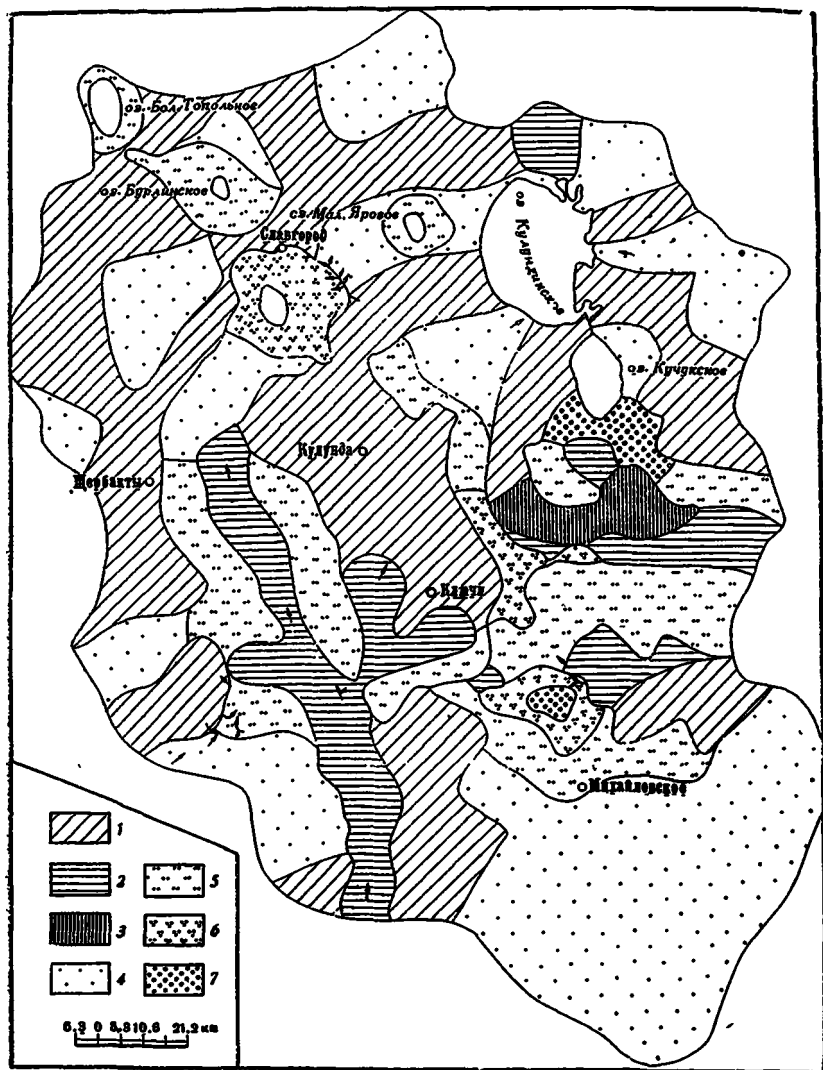 оз. Бол. Топольное
оз. Бурлинское
оз. Мал. Яровое
Славгород
оз Кулундинское
оз. Кучукское
Кулунда
Щербакты
Ключи
Михайловское
1
2
3
4
5
6
7
5.3 0 5.3 10.6 21.2 км